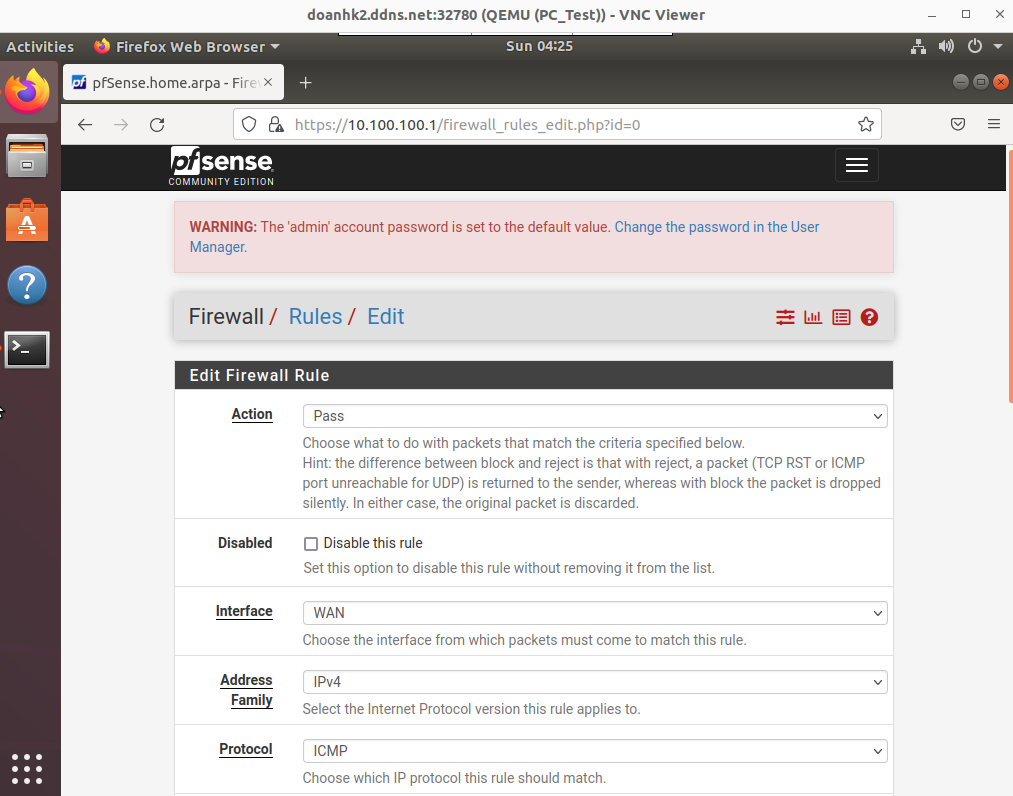 doanhk2.ddns.net:32780 (QEMU (PC_Test)) - VNC Viewer
Activities
Firefox Web Browser
Sun 04:25
pfSense.home.arpa - Fire
https://10.100.100.1/firewall_rules_edit.php?id=0
pfsense
COMMUNITY EDITION
WARNING: The 'admin' account password is set to the default value. Change the password in the User
Manager.
Firewall / Rules / Edit
Edit Firewall Rule
Action
Pass
Choose what to do with packets that match the criteria specified below.
Hint: the difference between block and reject is that with reject, a packet (TCP RST or ICMP
port unreachable for UDP) is returned to the sender, whereas with block the packet is dropped
silently. In either case, the original packet is discarded.
Disabled
Disable this rule
Set this option to disable this rule without removing it from the list.
Interface
WAN
Choose the interface from which packets must come to match this rule.
Address
Family
IPv4
Select the Internet Protocol version this rule applies to.
Protocol
ICMP
Choose which IP protocol this rule should match.